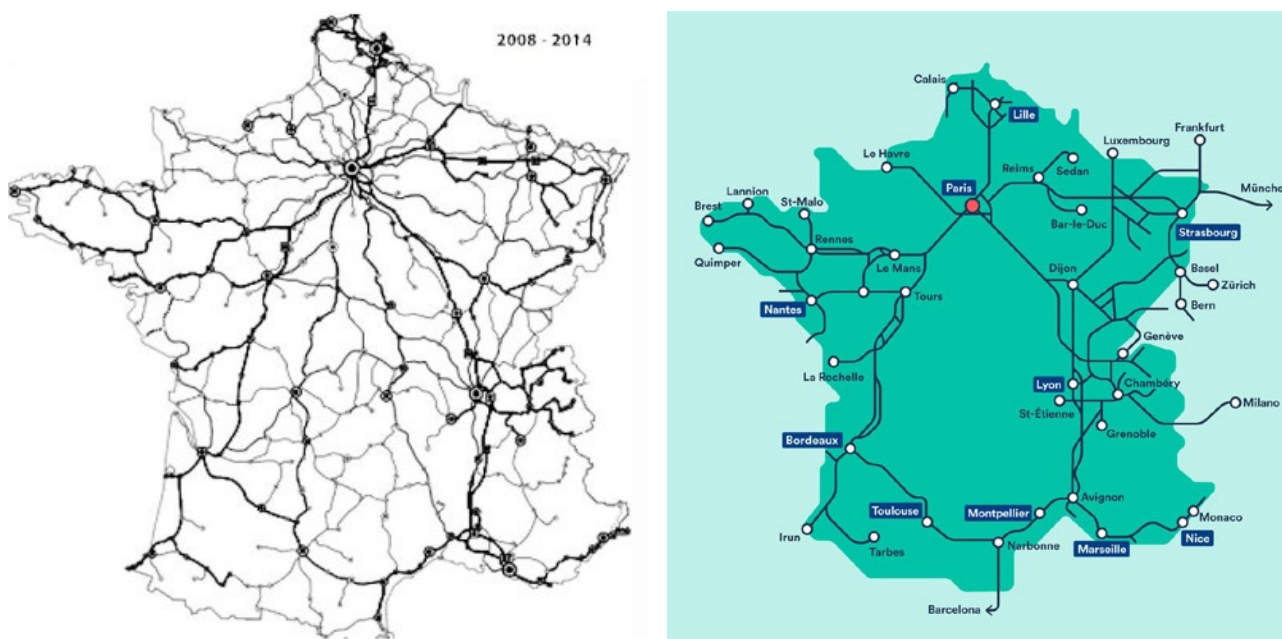 2008 - 2014
Calais
Lille
Le Havre
Paris
Reims
Sedan
Bar-le-Duc
Luxembourg
Frankfurt
Münche
Strasbourg
Lannion
St-Malo
Brest
Rennes
Quimper
Le Mans
Nantes
Tours
Dijon
Basel
Zürich
Bern
Genève
La Rochelle
Lyon
Chambéry
St-Étienne
Milano
Grenoble
Bordeaux
Avignon
Toulouse
Montpellier
Monaco
Irun
Tarbes
Narbonne
Marseille
Nice
Barcelona